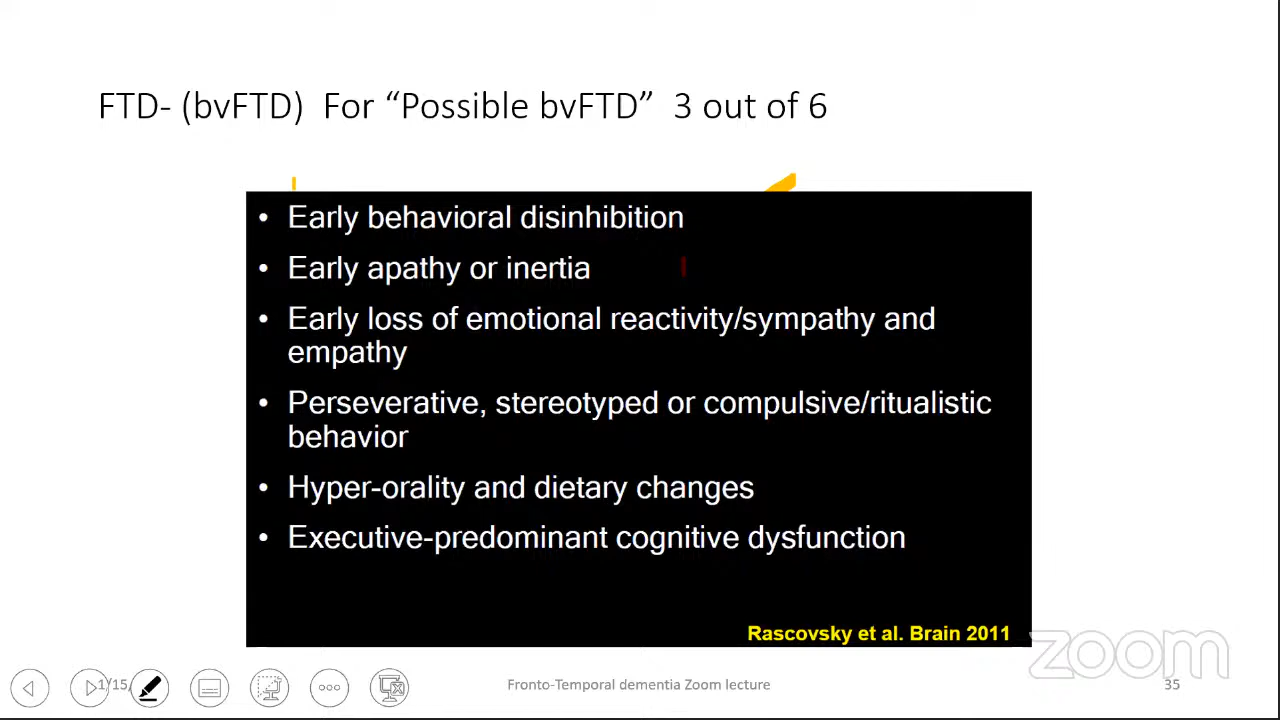 FTD- (bvFTD) For “Possible bvFTD” 3 out of 6
• Early behavioral disinhibition
• Early apathy or inertia
• Early loss of emotional reactivity/sympathy and
empathy
• Perseverative, stereotyped or compulsive/ritualistic
behavior
• Hyper-orality and dietary changes
• Executive-predominant cognitive dysfunction
Rascovsky et al. Brain 2011
zoom
1/15/
Fronto-Temporal dementia Zoom lecture
35